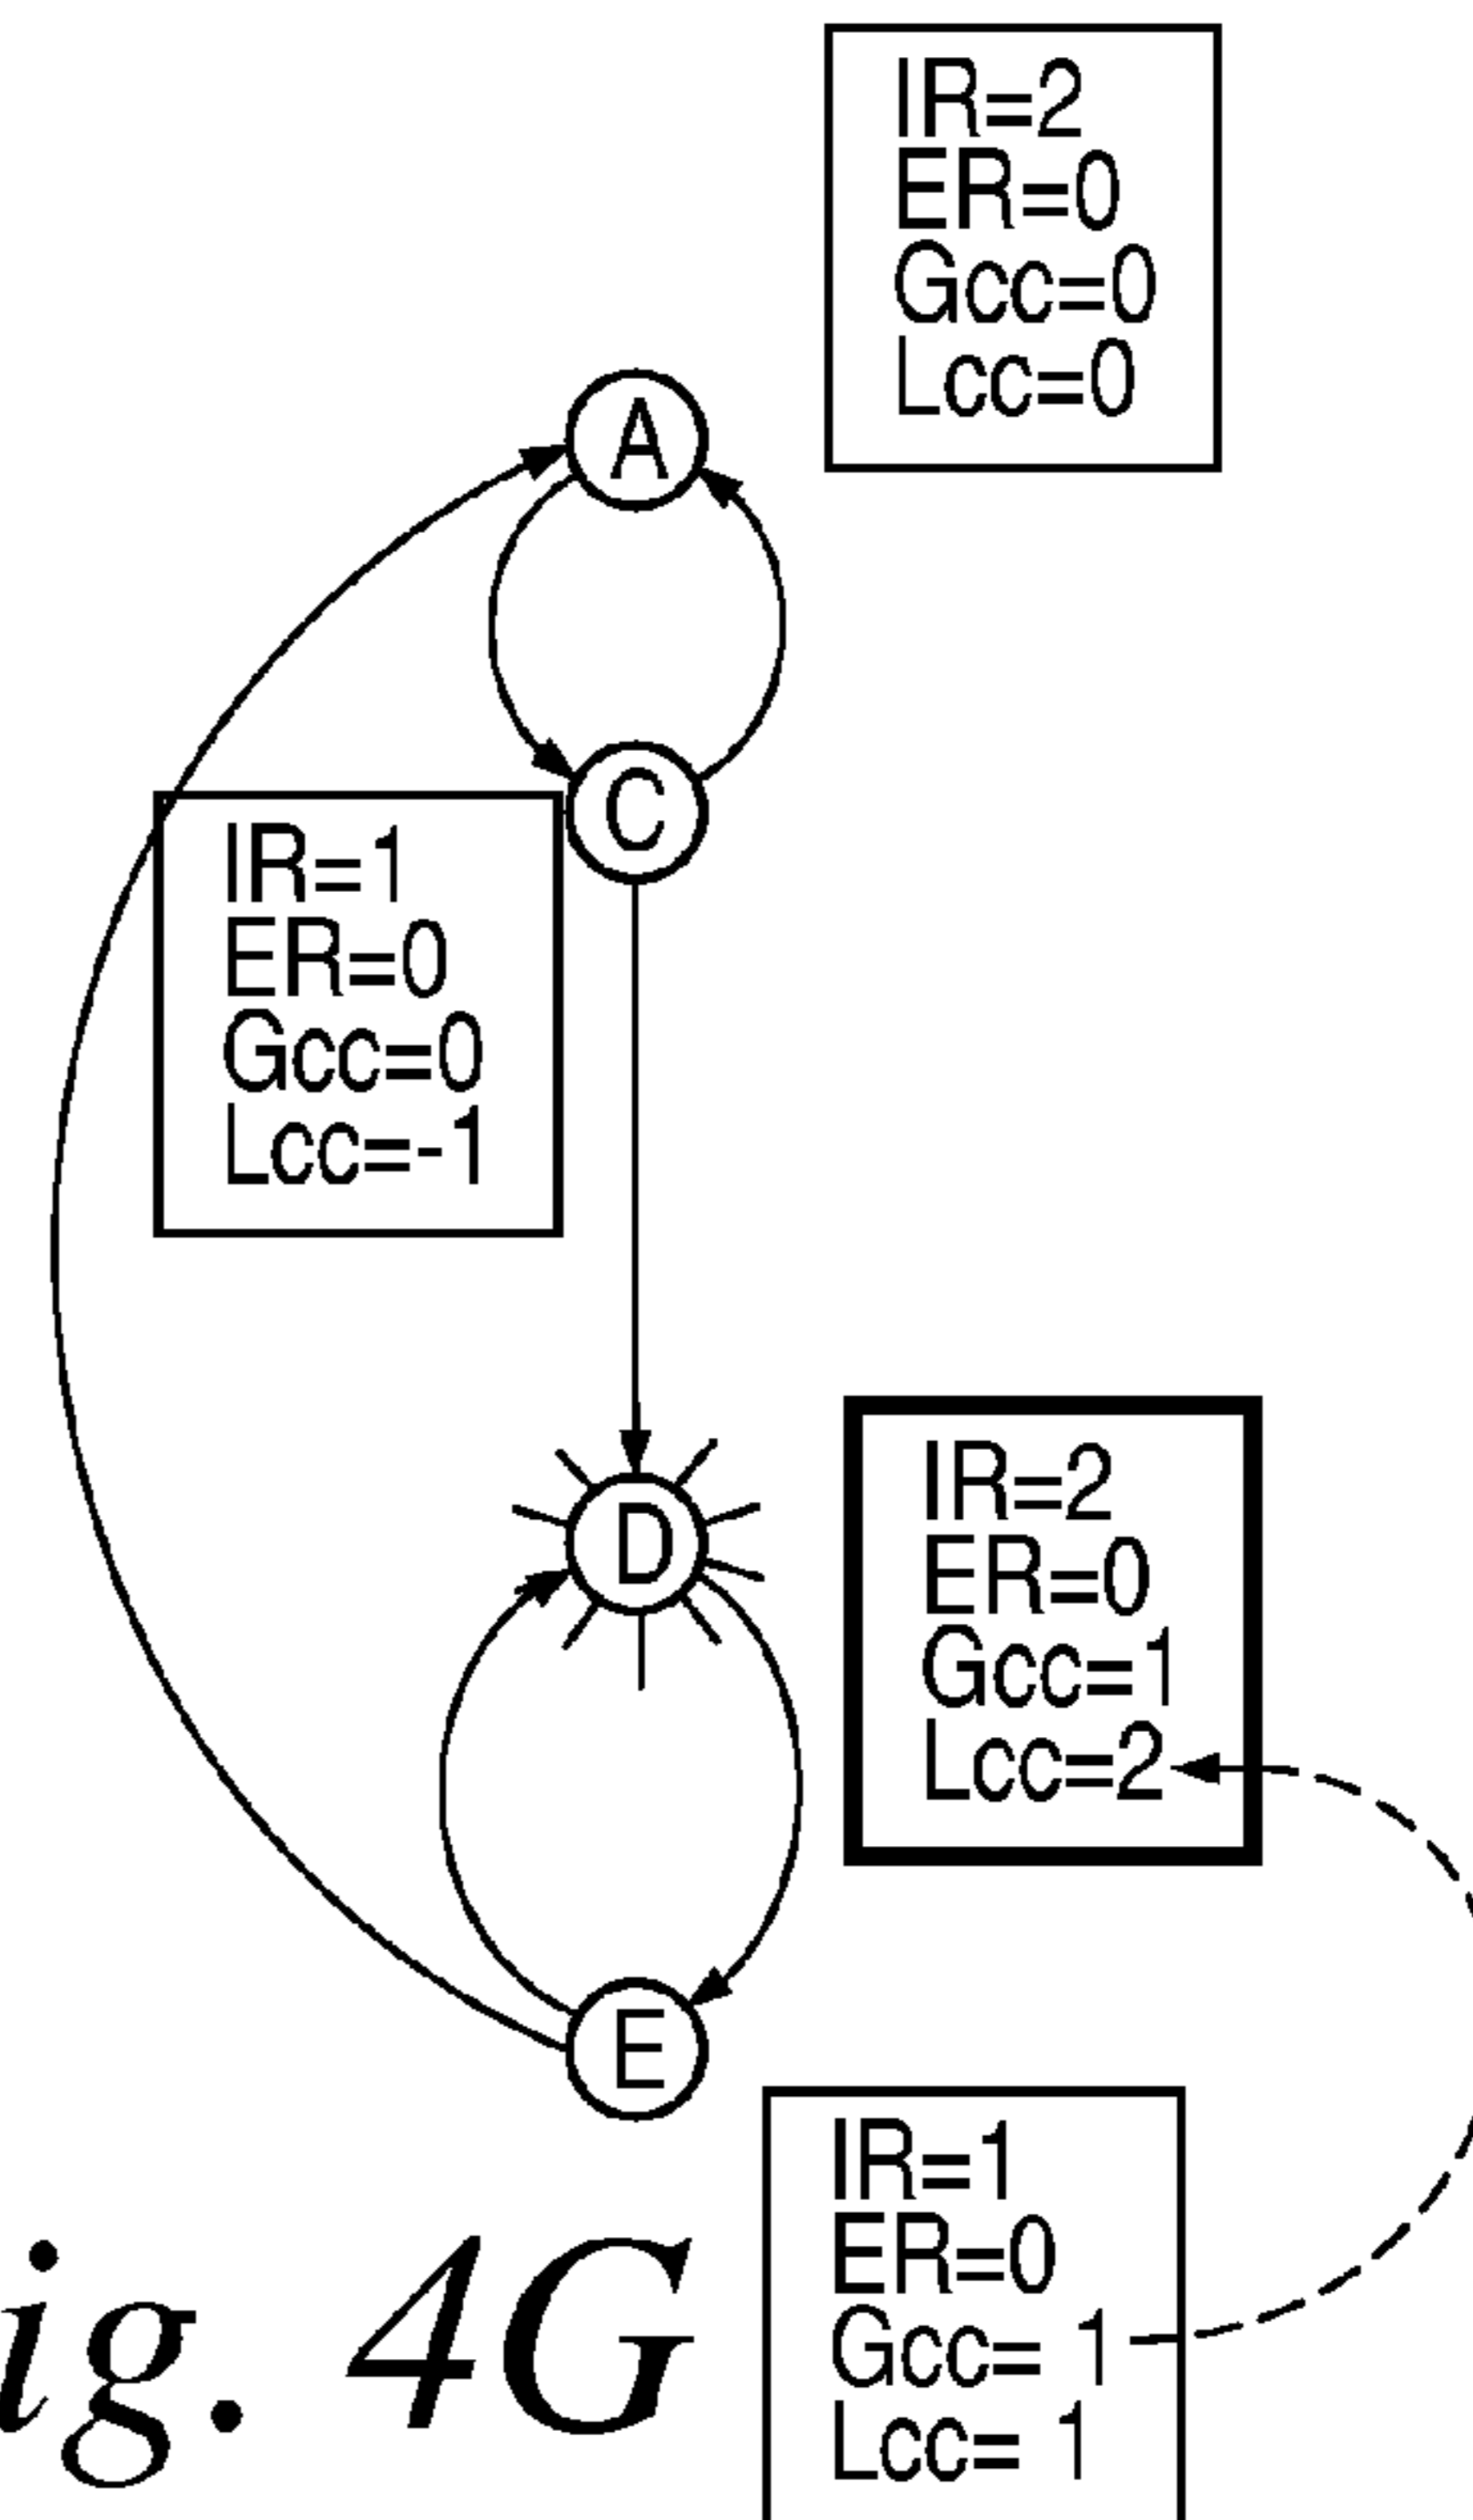 IR=2
ER=0
Gcc=0
Lcc=0
A
C
IR=1
ER=0
Gcc=0
Lcc=-1
D
IR=2
ER=0
Gcc=1
Lcc=2
E
IR=1
ER=0
Gcc= 1
Lcc= 1
ig. 4G